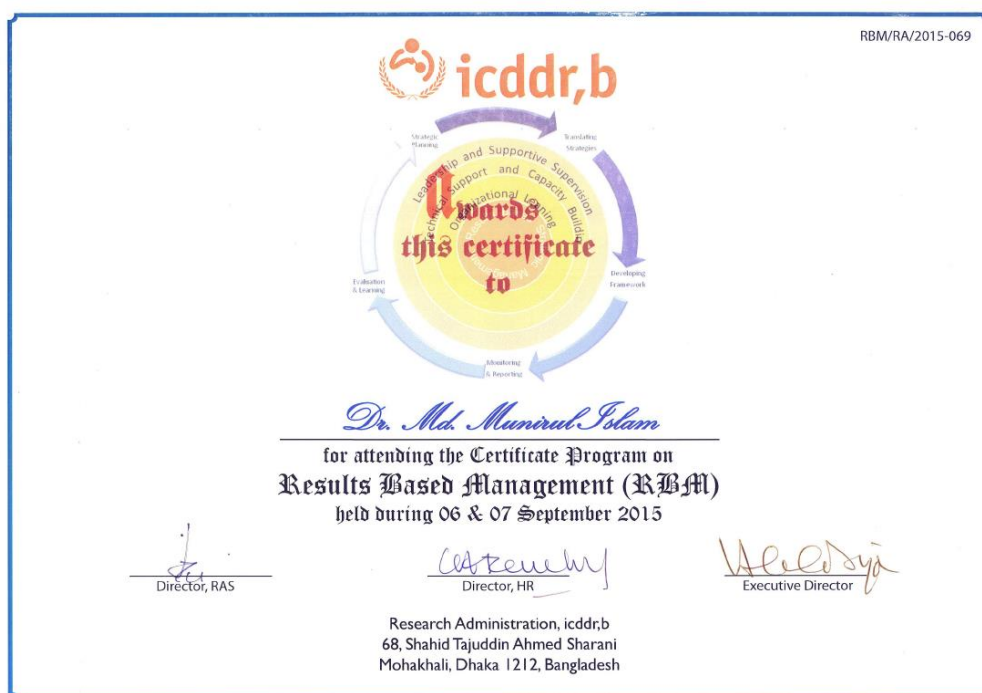 RBM/RA/2015-069
icddr,b
Strategic
Planning
Translating
Strategies
Leadership and Supportive Supervision
Technical Support and Capacity Building
Organizational Learning
Awards
this certificate
to
Developing
Framework
Evaluation
& Learning
Monitoring
& Reporting
Dr. Md. Munirul Islam
for attending the Certificate Program on
Results Based Management (RBM)
held during 06 & 07 September 2015
Director, RAS
Director, HR
Executive Director
Research Administration, icddr,b
68, Shahid Tajuddin Ahmed Sharani
Mohakhali, Dhaka 1212, Bangladesh